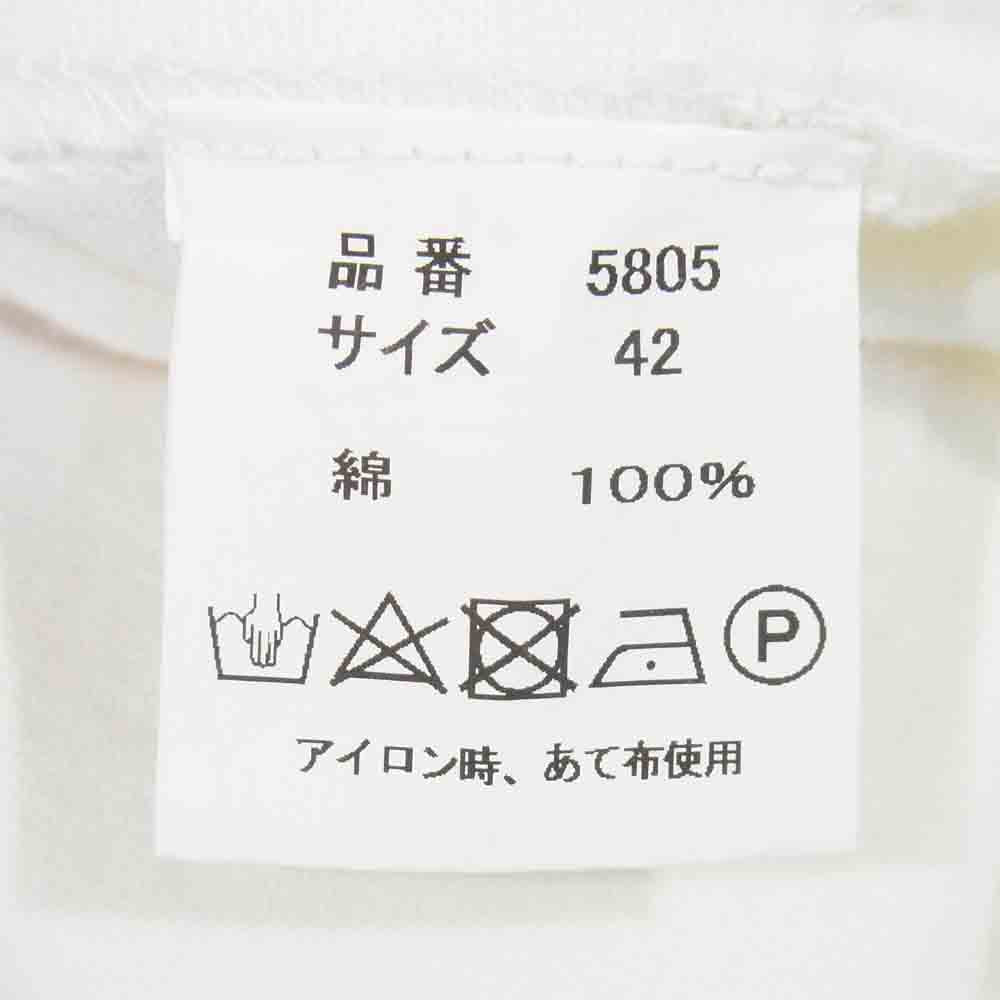 品番 5805
サイズ 42
綿 100%
P
アイロン時、あて布使用